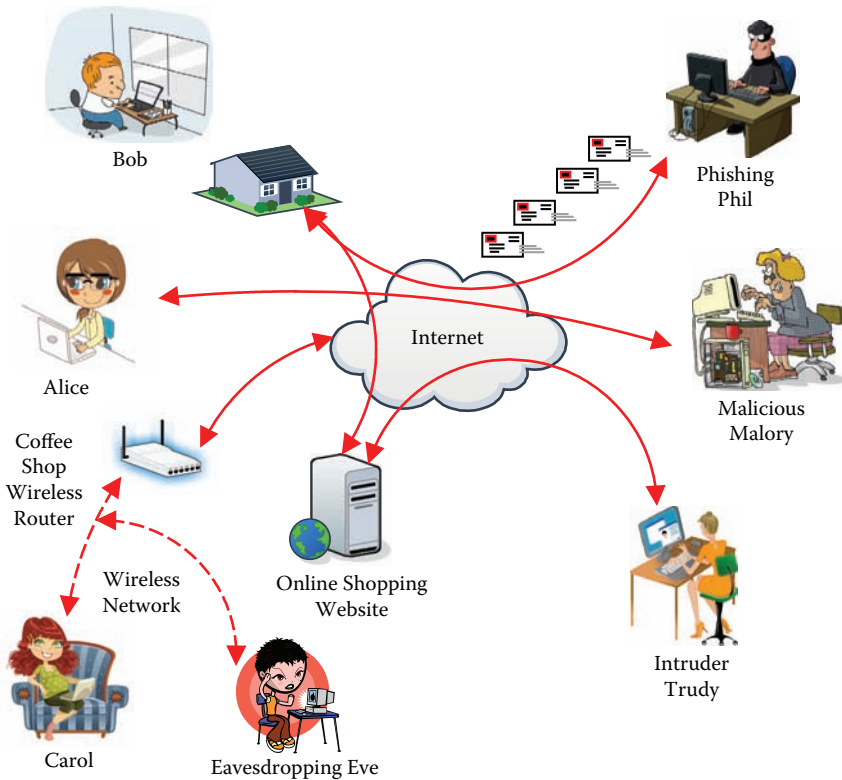 Bob
Phishing
Phil
Internet
Alice
Malicious
Malory
Coffee
Shop
Wireless
Router
Wireless
Network
Online Shopping
Website
Intruder
Trudy
Carol
Eavesdropping Eve